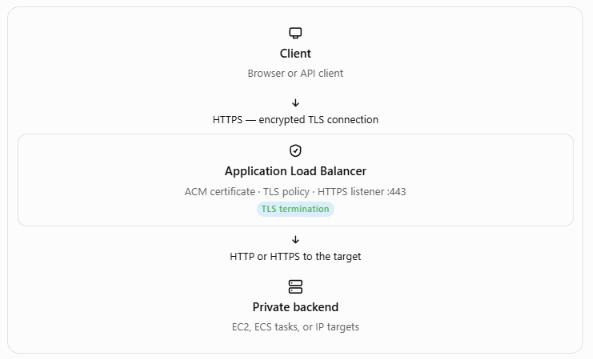 Client
Browser or API client
HTTPS — encrypted TLS connection
Application Load Balancer
ACM certificate · TLS policy · HTTPS listener :443
TLS termination
HTTP or HTTPS to the target
Private backend
EC2, ECS tasks, or IP targets